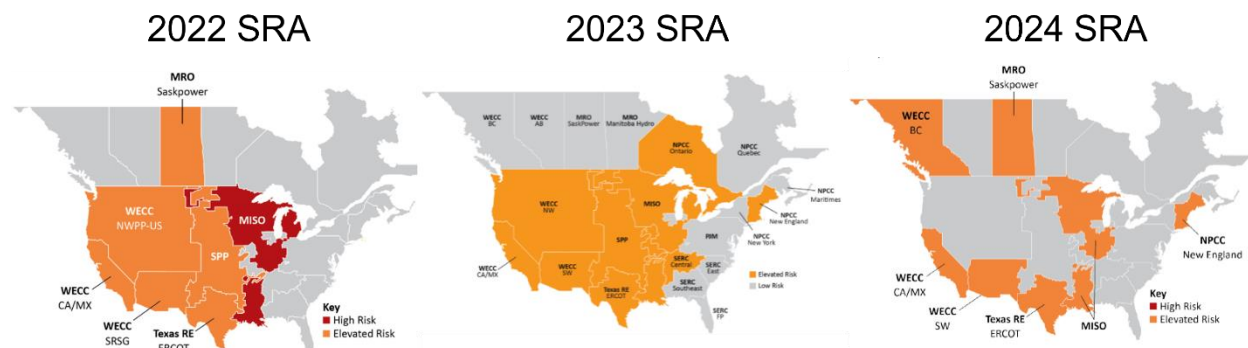 2022 SRA
MRO
Saskpower
WECC
NWPP-US
MISO
SPP
WECC
CA/MX
WECC
SRSG
Texas RE
ERCOT
Key
High Risk
Elevated Risk
2023 SRA
WECC
BC
WECC
AB
MRO
SaskPower
MRO
Manitoba Hydro
NPCC
Ontario
NPCC
Quebec
NPCC
Maritimes
NPCC
New England
NPCC
New York
WECC
NW
MISO
SPP
PJM
WECC
CA/MX
WECC
SW
SERC
Central
SERC
East
SERC
Southeast
Texas RE
ERCOT
SERC
FP
Elevated Risk
Low Risk
2024 SRA
MRO
Saskpower
WECC
BC
NPCC
New England
WECC
CA/MX
WECC
SW
Texas RE
ERCOT
MISO
Key
High Risk
Elevated Risk